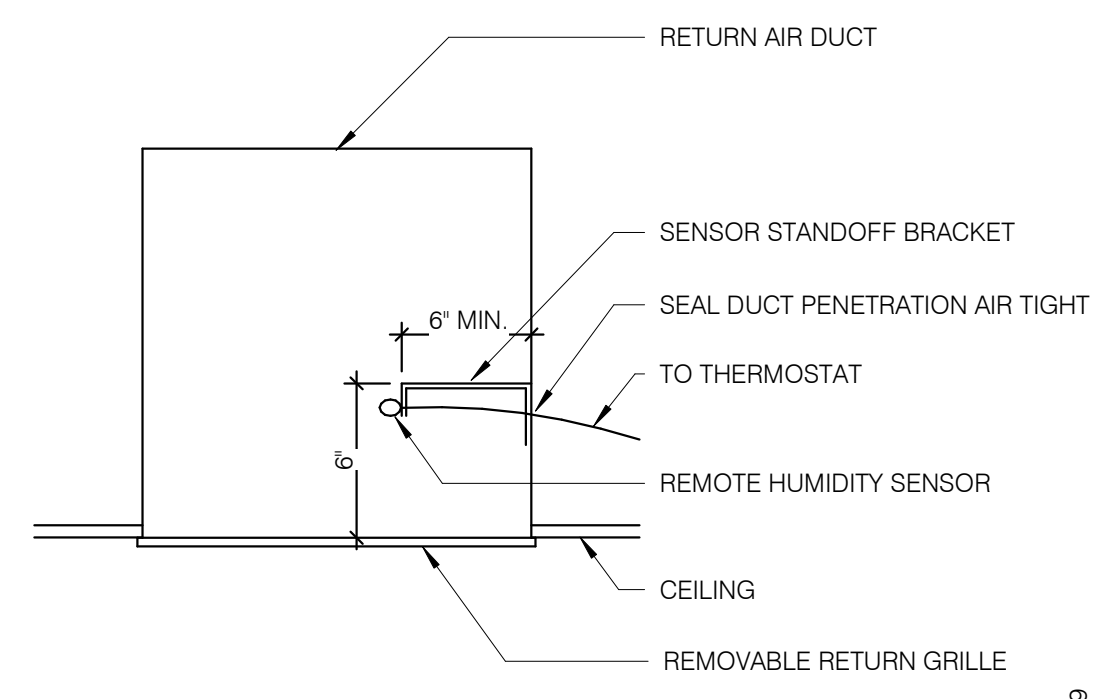 RETURN AIR DUCT
SENSOR STANDOFF BRACKET
SEAL DUCT PENETRATION AIR TIGHT
6" MIN.
TO THERMOSTAT
6"
REMOTE HUMIDITY SENSOR
CEILING
REMOVABLE RETURN GRILLE